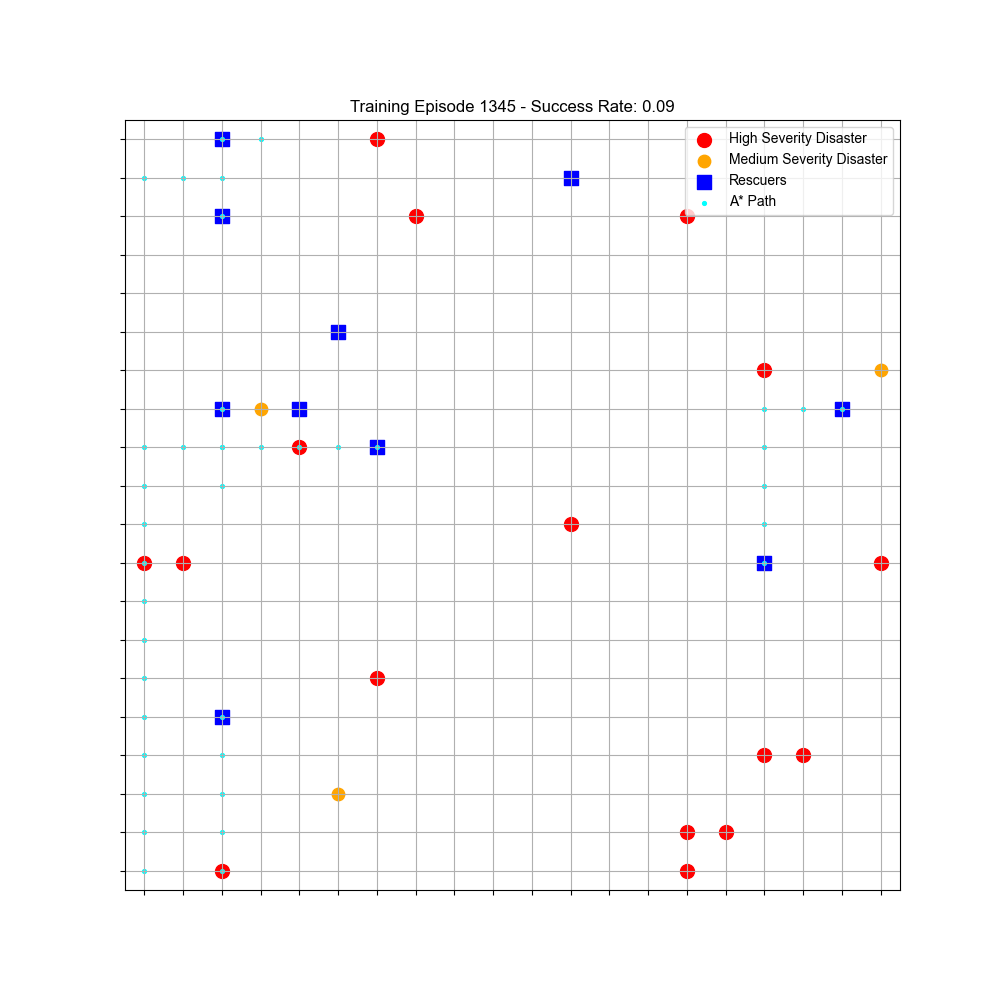 Training Episode 1345 - Success Rate: 0.09
High Severity Disaster
Medium Severity Disaster
Rescuers
A* Path